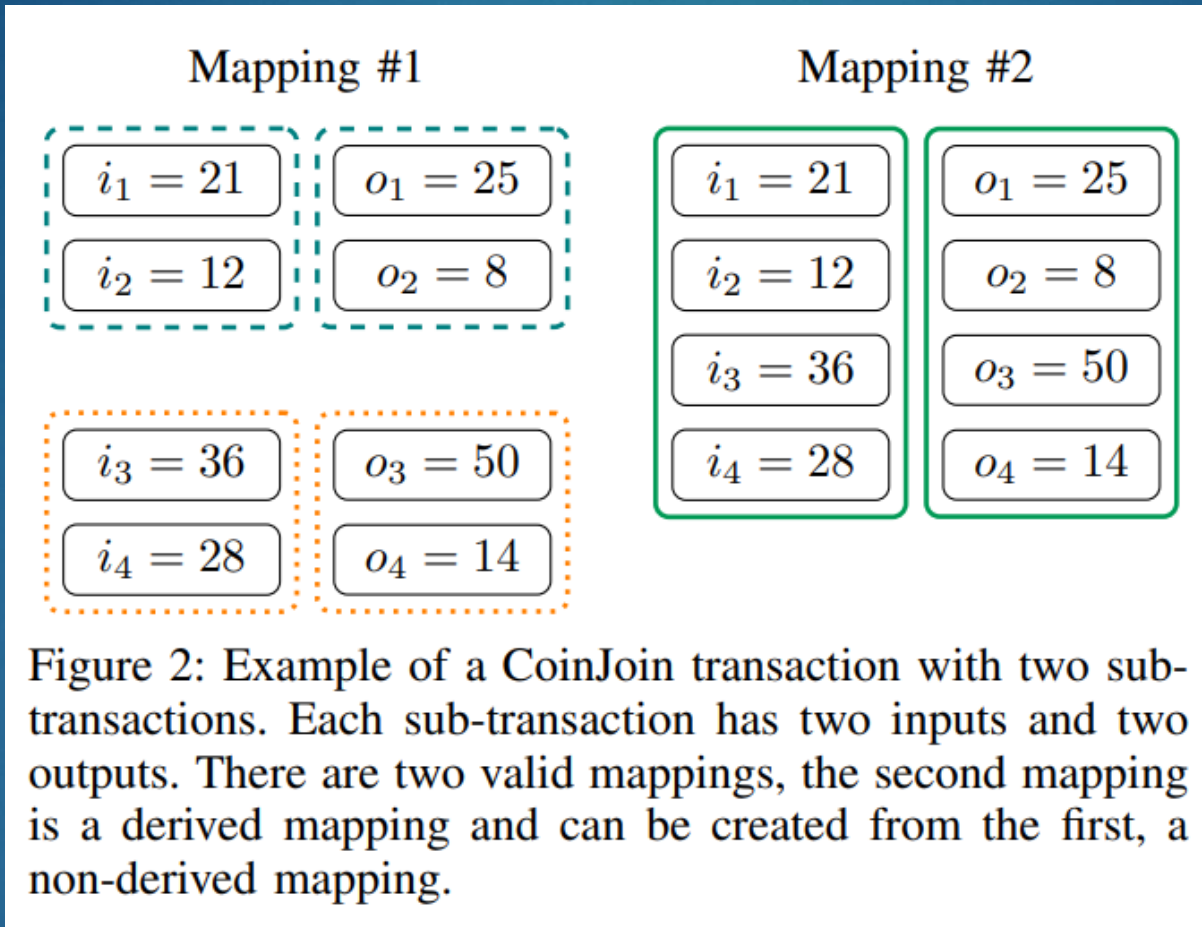 Mapping #1
i₁ = 21
o₁ = 25
i₂ = 12
o₂ = 8
i₃ = 36
o₃ = 50
i₄ = 28
o₄ = 14
Mapping #2
i₁ = 21
o₁ = 25
i₂ = 12
o₂ = 8
i₃ = 36
o₃ = 50
i₄ = 28
o₄ = 14
Figure 2: Example of a CoinJoin transaction with two sub-
transactions. Each sub-transaction has two inputs and two
outputs. There are two valid mappings, the second mapping
is a derived mapping and can be created from the first, a
non-derived mapping.